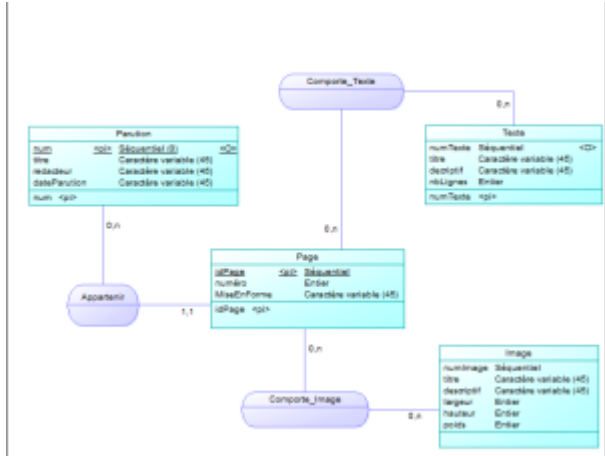 Comporte_Texte
0,n
Texte
numTexte Séquentiel <O>
titre Caractère variable (45)
descriptif Caractère variable (45)
nbLignes Entier
numTexte <pi>
Parution
num <pi> Séquentiel (8) <O>
titre Caractère variable (45)
redacteur Caractère variable (45)
dateParution Caractère variable (45)
num <pi>
0,n
0,n
Page
idPage <pi> Séquentiel
numéro Entier
MiseEnForme Caractère variable (45)
idPage <pi>
Appartenir
1,1
0,n
Image
numImage Séquentiel
titre Caractère variable (45)
descriptif Caractère variable (45)
largeur Entier
hauteur Entier
poids Entier
Comporte_Image
0,n